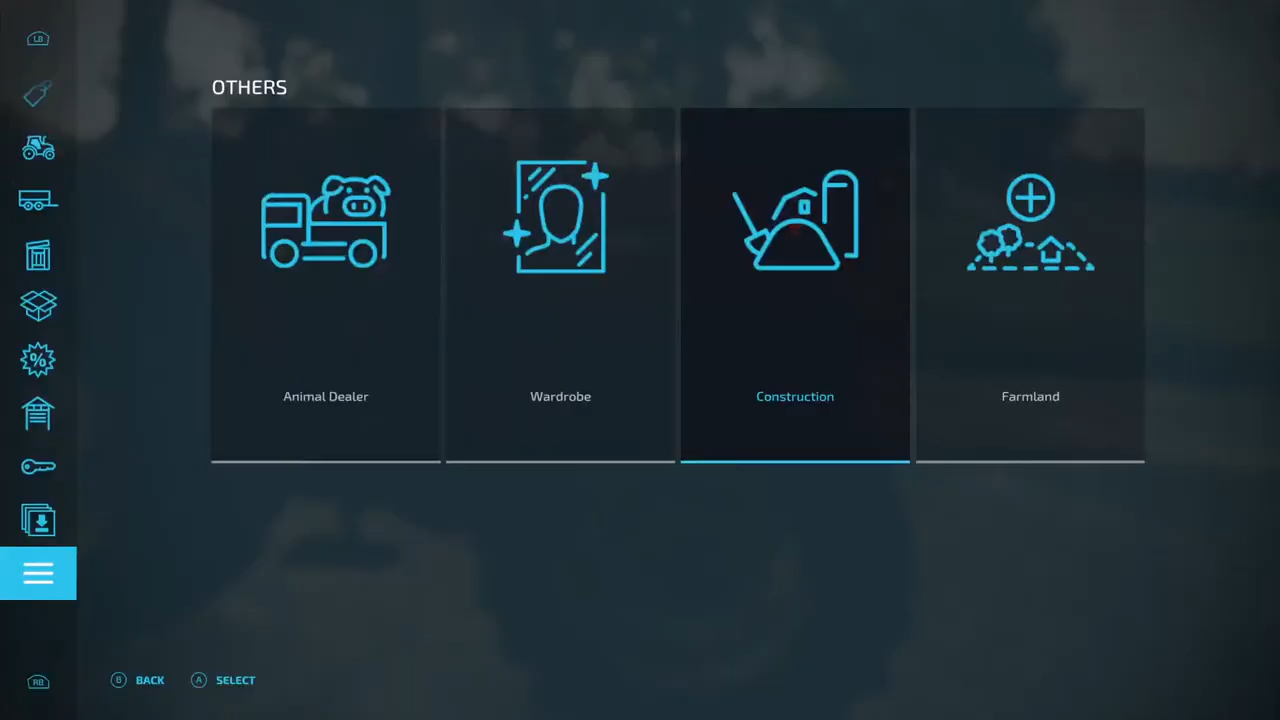 LB
OTHERS
%
Animal Dealer
Wardrobe
Construction
Farmland
RB
B BACK A SELECT